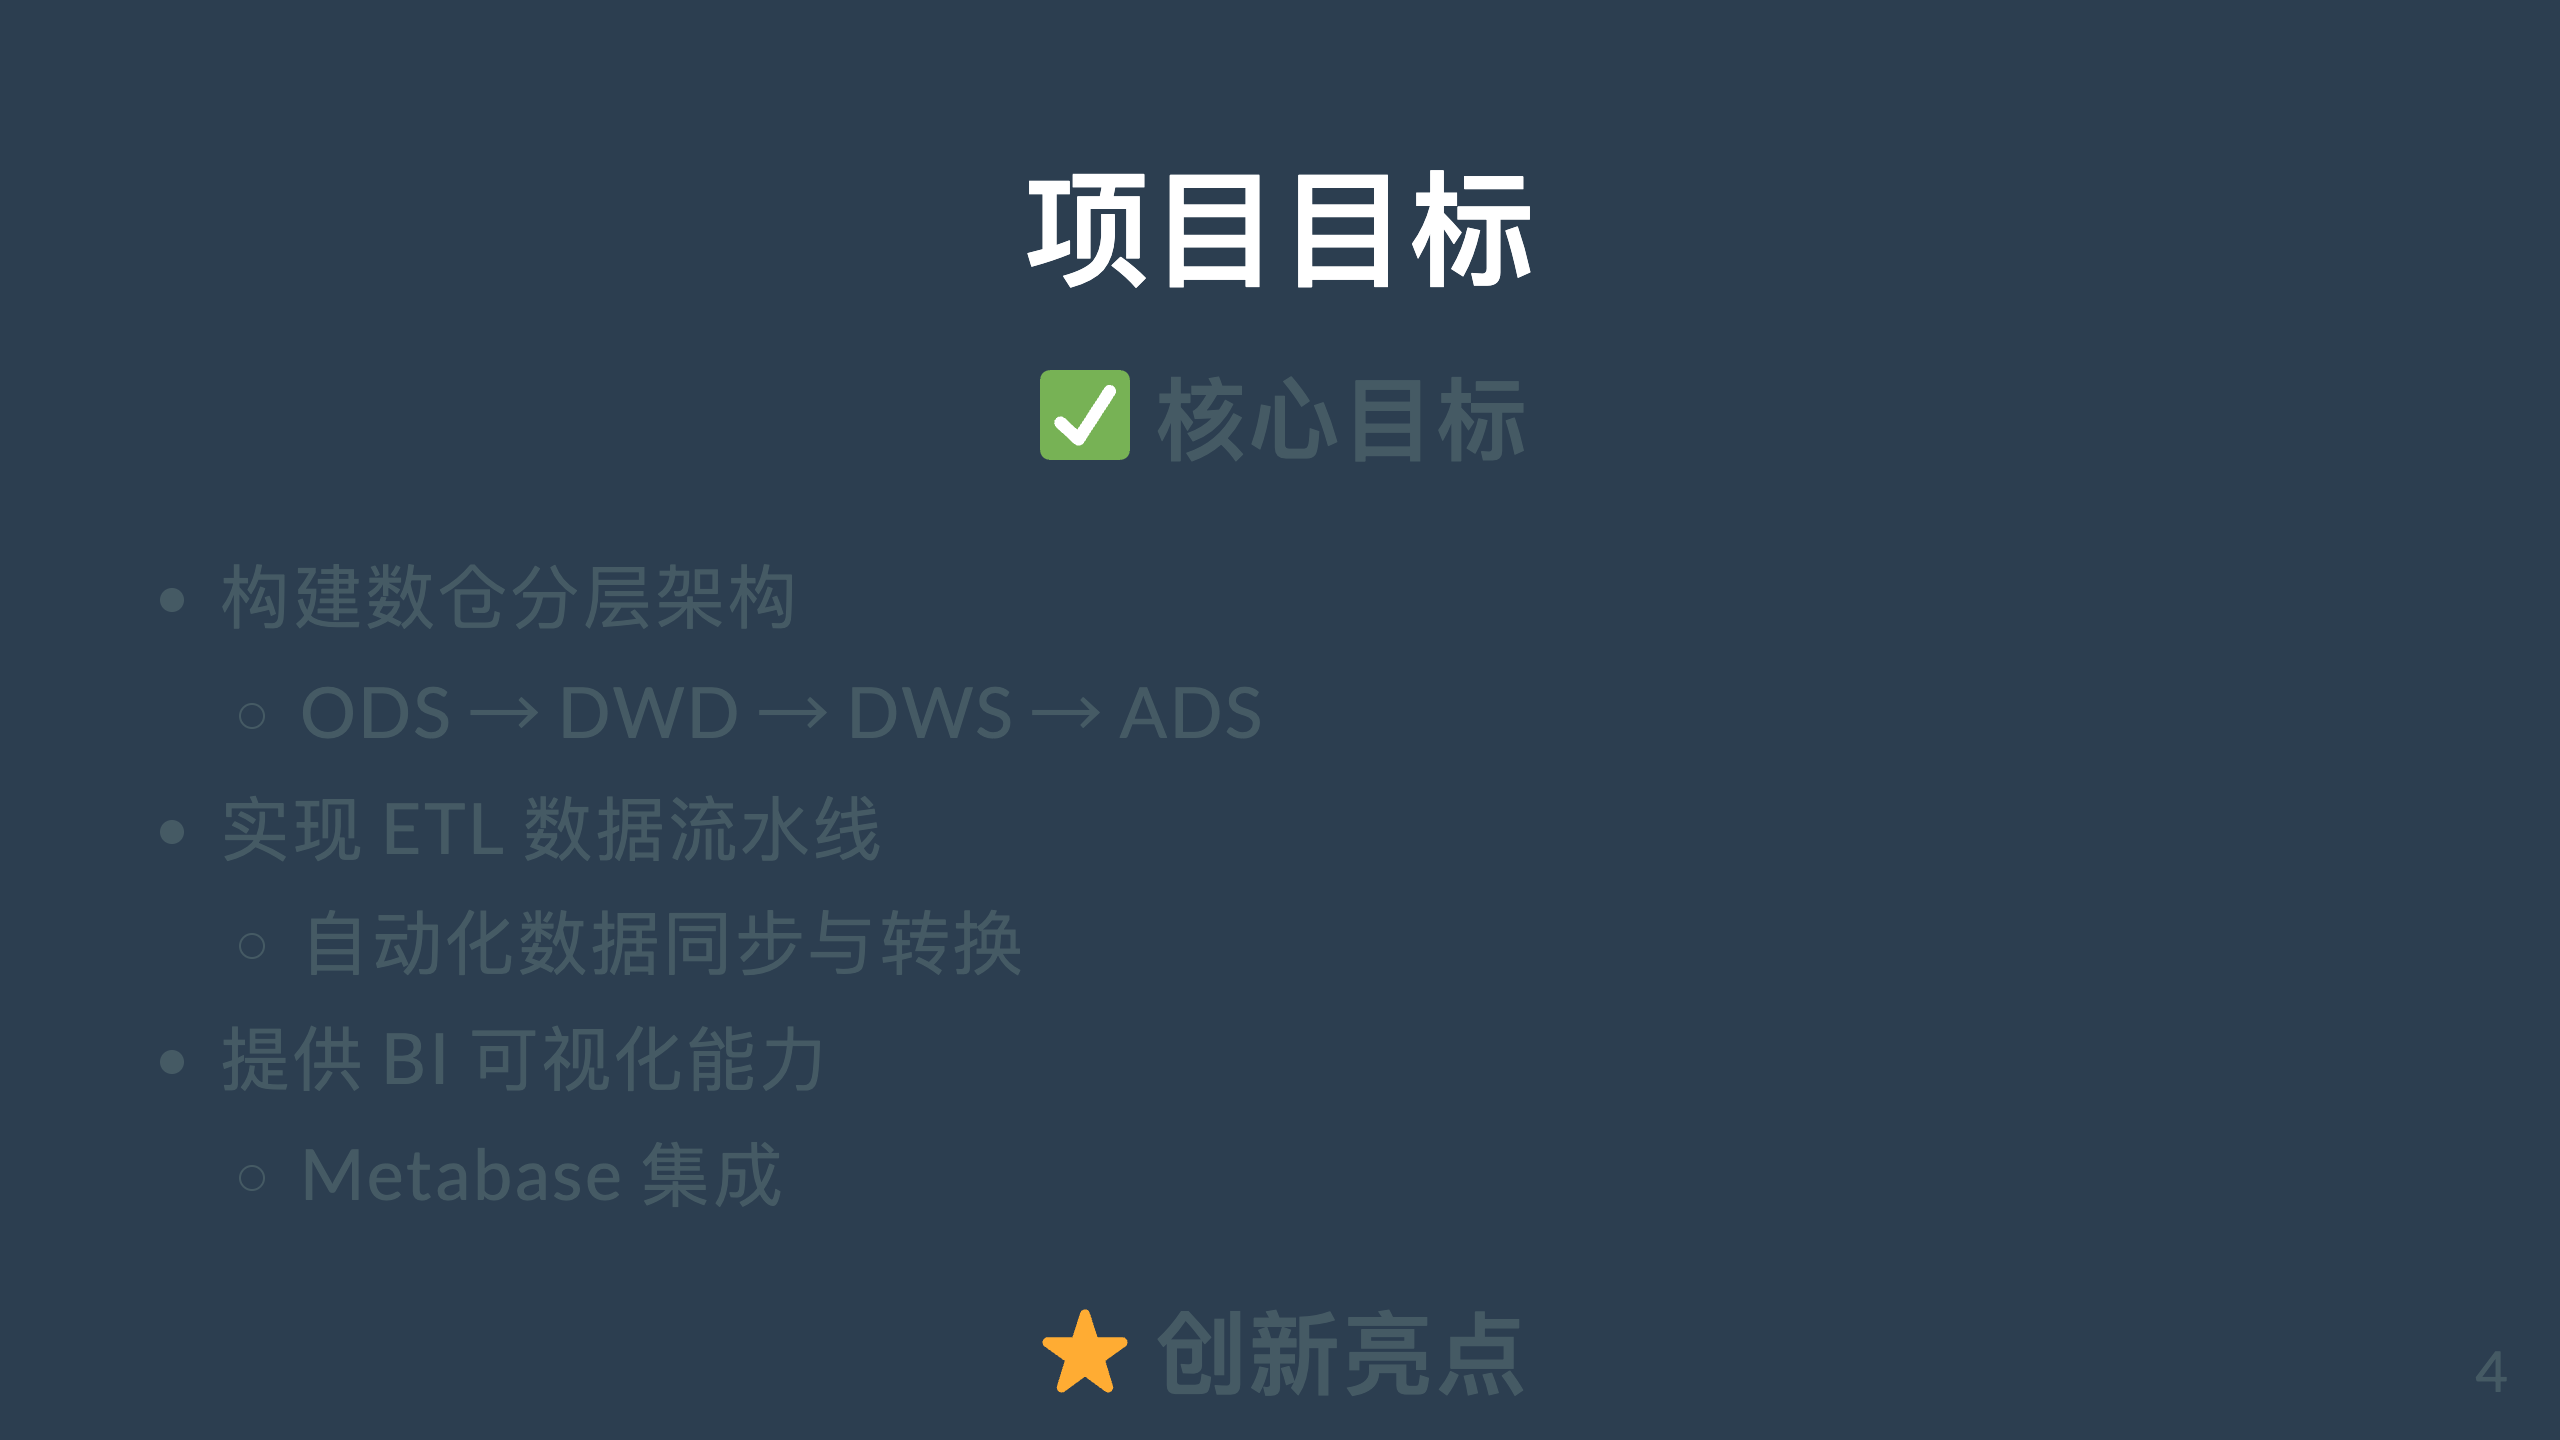 项目目标
✅ 核心目标
• 构建数仓分层架构
○ ODS → DWD → DWS → ADS
• 实现 ETL 数据流水线
○ 自动化数据同步与转换
• 提供 BI 可视化能力
○ Metabase 集成
⭐ 创新亮点
4